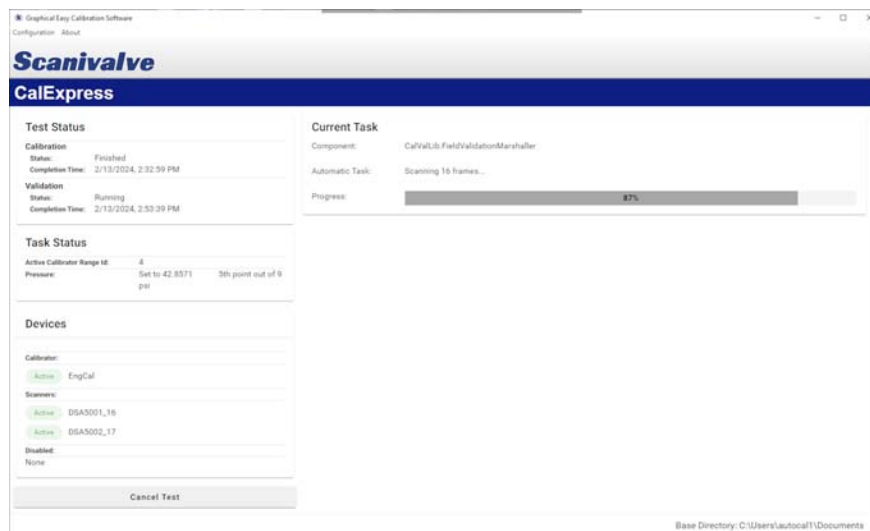 Graphical Easy Calibration Software
Configuration About
Scanivalve
CalExpress
Test Status
Calibration
Status: Finished
Completion Time: 2/13/2024, 2:32:59 PM
Validation
Status: Running
Completion Time: 2/13/2024, 2:53:39 PM
Task Status
Active Calibrator Range Id: 4
Pressure: Set to 42.8571 psi 5th point out of 9
Devices
Calibrator:
Active EngCal
Scanners:
Active DSA5001_16
Active DSA5002_17
Disabled:
None
Cancel Test
Current Task
Component: CalValLib.FieldValidationMarshaller
Automatic Task: Scanning 16 frames...
Progress: 87%
Base Directory: C:\Users\autocal1\Documents